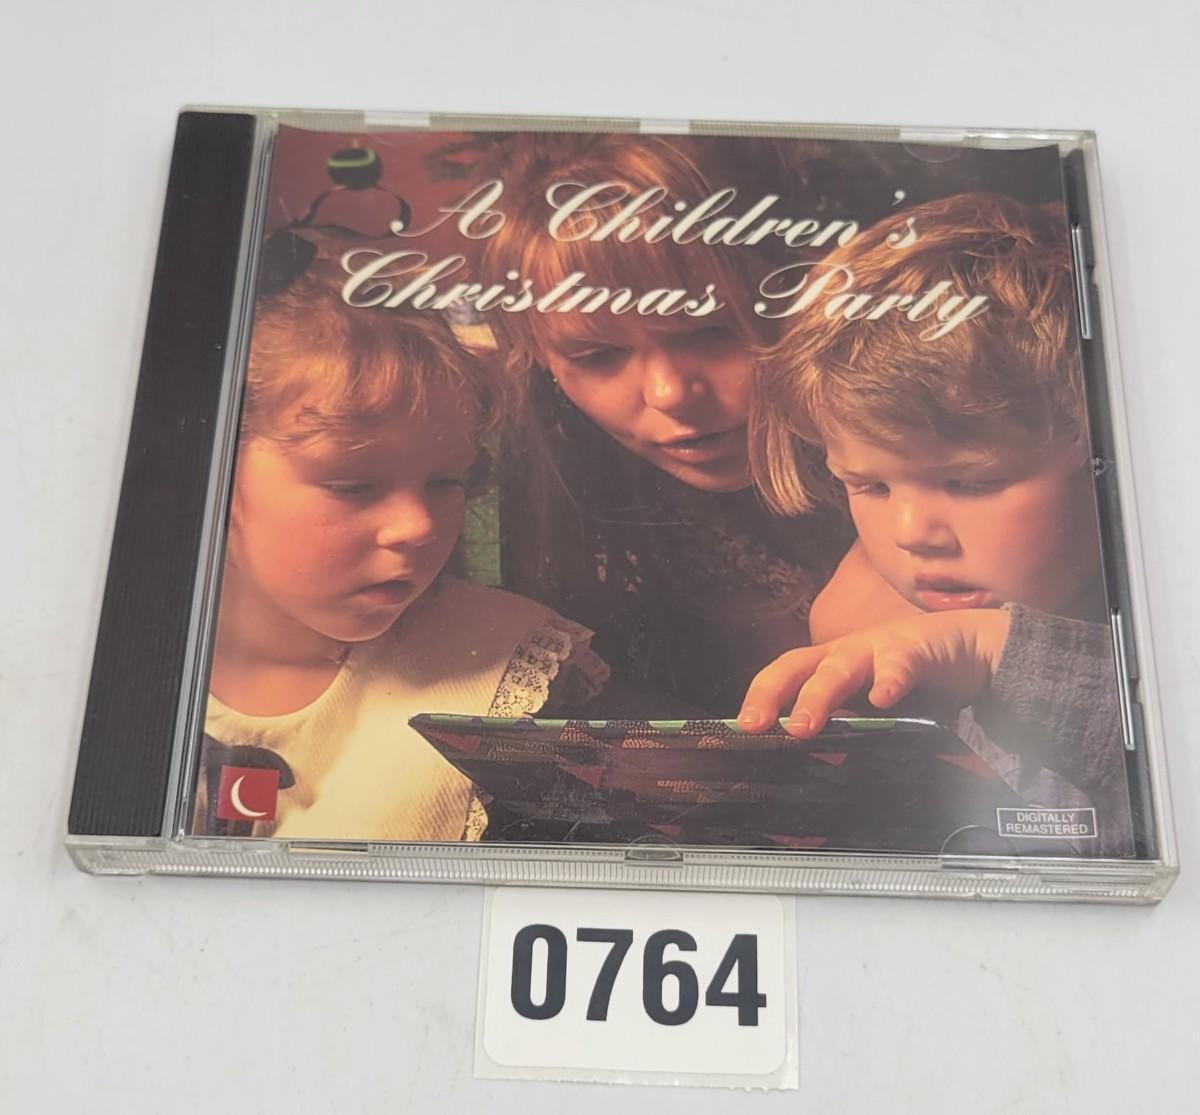 A Children's
Christmas Party
DIGITALLY
REMASTERED
0764